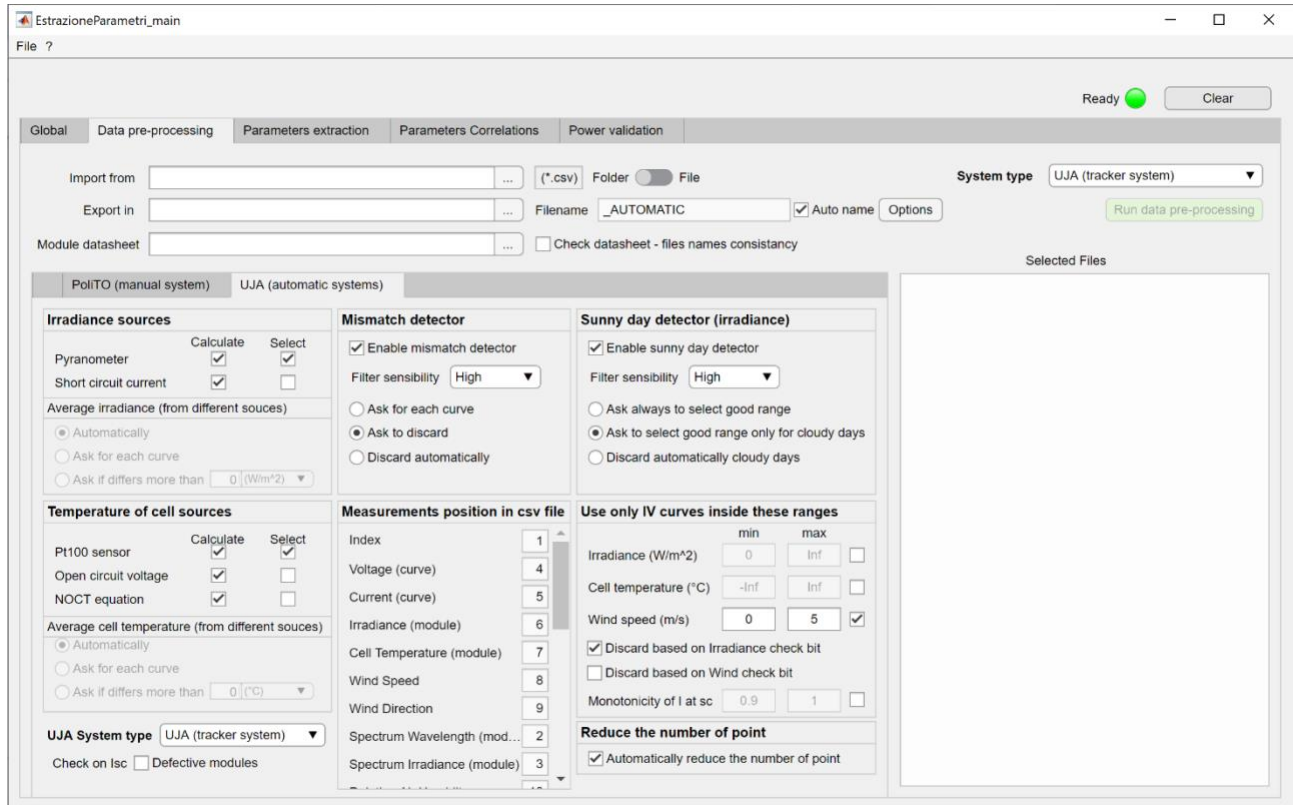 EstrazioneParametri_main
File ?
Ready Clear
Global Data pre-processing Parameters extraction Parameters Correlations Power validation
Import from ... (*.csv) Folder File System type UJA (tracker system)
Export in ... Filename _AUTOMATIC Auto name Options Run data pre-processing
Module datasheet ... Check datasheet - files names consistancy
Selected Files
PoliTO (manual system) UJA (automatic systems)
Irradiance sources
Calculate Select
Pyranometer
Short circuit current
Average irradiance (from different souces)
Automatically
Ask for each curve
Ask if differs more than 0 (W/m^2)
Mismatch detector
Enable mismatch detector
Filter sensibility High
Ask for each curve
Ask to discard
Discard automatically
Sunny day detector (irradiance)
Enable sunny day detector
Filter sensibility High
Ask always to select good range
Ask to select good range only for cloudy days
Discard automatically cloudy days
Temperature of cell sources
Calculate Select
Pt100 sensor
Open circuit voltage
NOCT equation
Average cell temperature (from different souces)
Automatically
Ask for each curve
Ask if differs more than 0 (°C)
UJA System type UJA (tracker system)
Check on Isc Defective modules
Measurements position in csv file
Index 1
Voltage (curve) 4
Current (curve) 5
Irradiance (module) 6
Cell Temperature (module) 7
Wind Speed 8
Wind Direction 9
Spectrum Wavelength (mod... 2
Spectrum Irradiance (module) 3
Use only IV curves inside these ranges
min max
Irradiance (W/m^2) 0 Inf
Cell temperature (°C) -Inf Inf
Wind speed (m/s) 0 5
Discard based on Irradiance check bit
Discard based on Wind check bit
Monotonicity of I at sc 0.9 1
Reduce the number of point
Automatically reduce the number of point